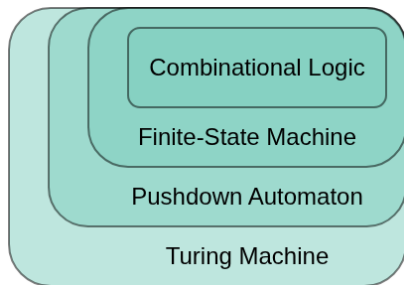 Combinational Logic
Finite-State Machine
Pushdown Automaton
Turing Machine